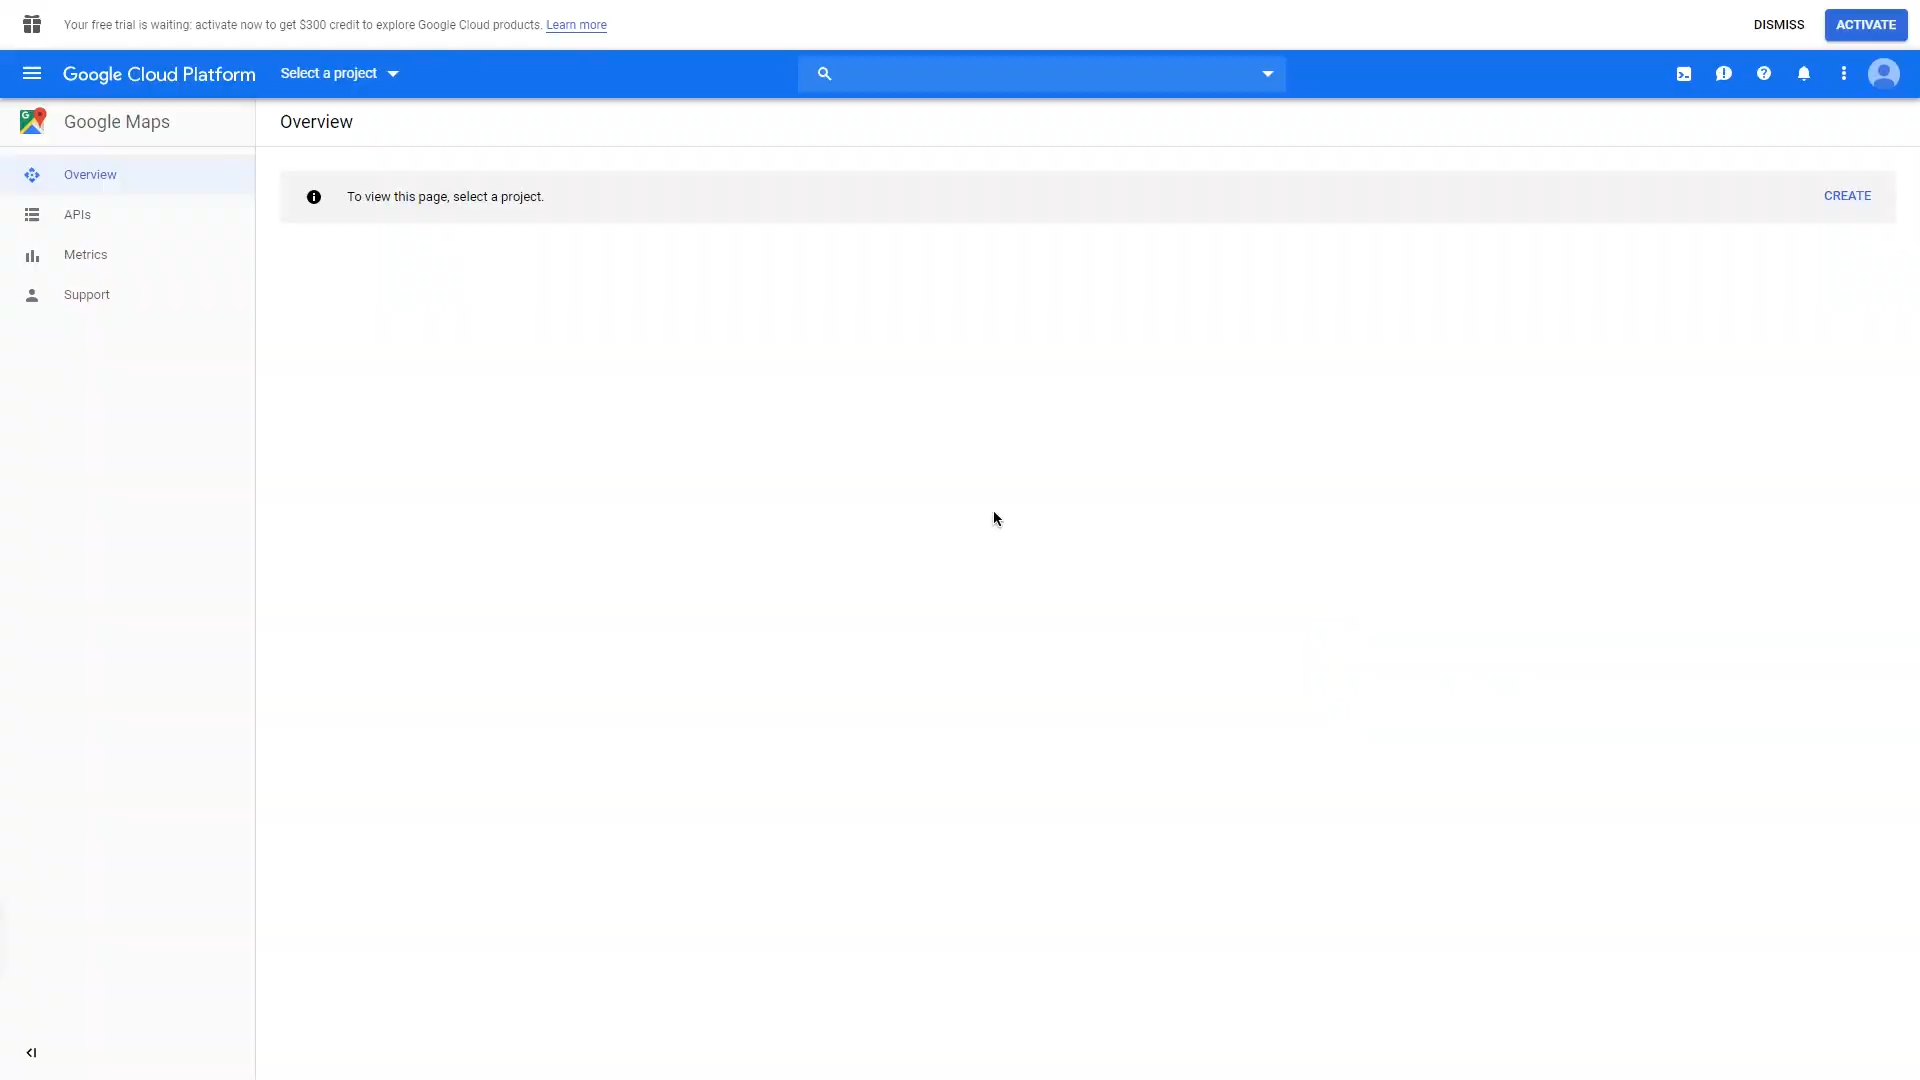 Your free trial is waiting: activate now to get $300 credit to explore Google Cloud products. Learn more
DISMISS
ACTIVATE
Google Cloud Platform
Select a project
Google Maps
Overview
Overview
To view this page, select a project.
CREATE
APIs
Metrics
Support